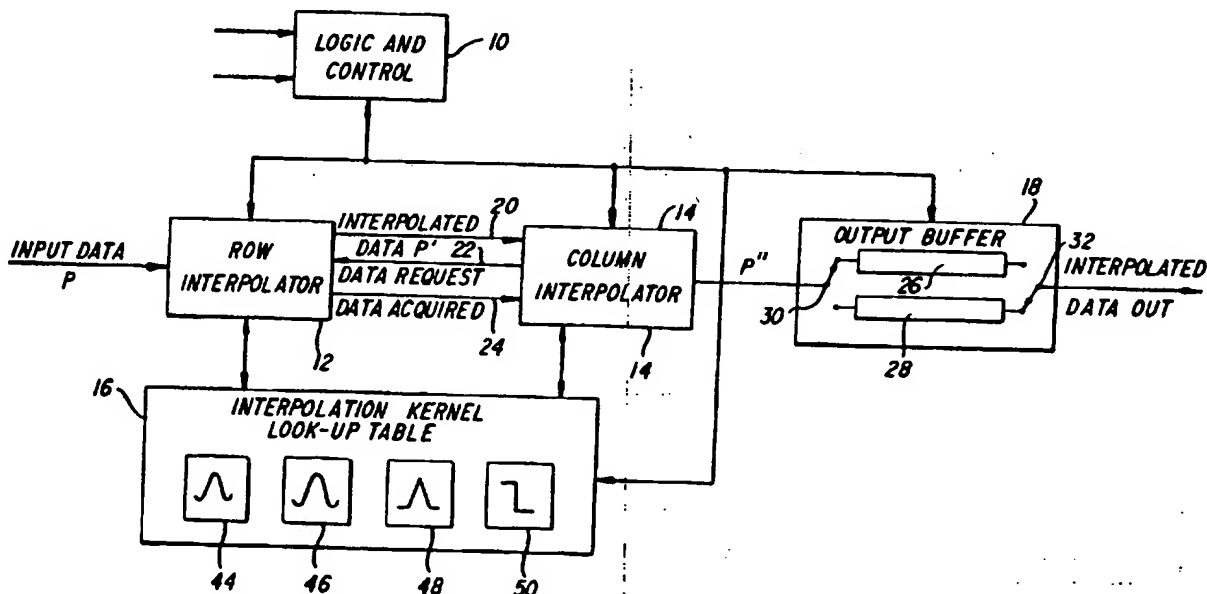 LOGIC AND
CONTROL
10
INPUT DATA
P
ROW
INTERPOLATOR
12
INTERPOLATED
20
DATA P' 22
DATA REQUEST
DATA ACQUIRED
24
14
COLUMN
INTERPOLATOR
14
P"
18
OUTPUT BUFFER
26
28
30
32
INTERPOLATED
DATA OUT
16
INTERPOLATION KERNEL
LOOK-UP TABLE
44
46
48
50